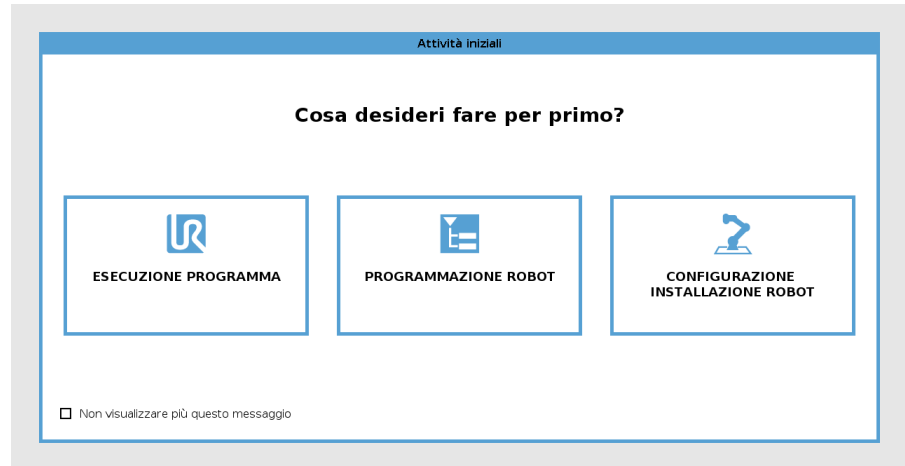 Attività iniziali
Cosa desideri fare per primo?
ESECUZIONE PROGRAMMA
PROGRAMMAZIONE ROBOT
CONFIGURAZIONE
INSTALLAZIONE ROBOT
Non visualizzare più questo messaggio